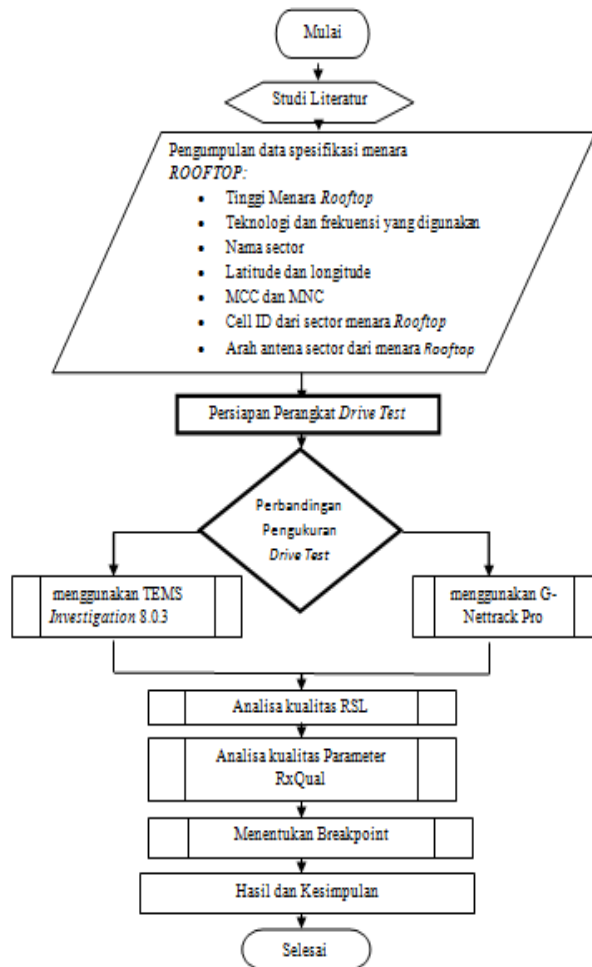 Mulai
Studi Literatur
Pengumpulan data spesifikasi menara
ROOFTOP:
• Tinggi Menara Rooftop
• Teknologi dan frekuensi yang digunakan
• Nama sector
• Latitude dan longitude
• MCC dan MNC
• Cell ID dari sector menara Rooftop
• Arah antena sector dari menara Rooftop
Persiapan Perangkat Drive Test
Perbandingan
Pengukuran
Drive Test
menggunakan TEMS
Investigation 8.0.3
menggunakan G-
Nettrack Pro
Analisa kualitas RSL
Analisa kualitas Parameter
RxQual
Menentukan Breakpoint
Hasil dan Kesimpulan
Selesai